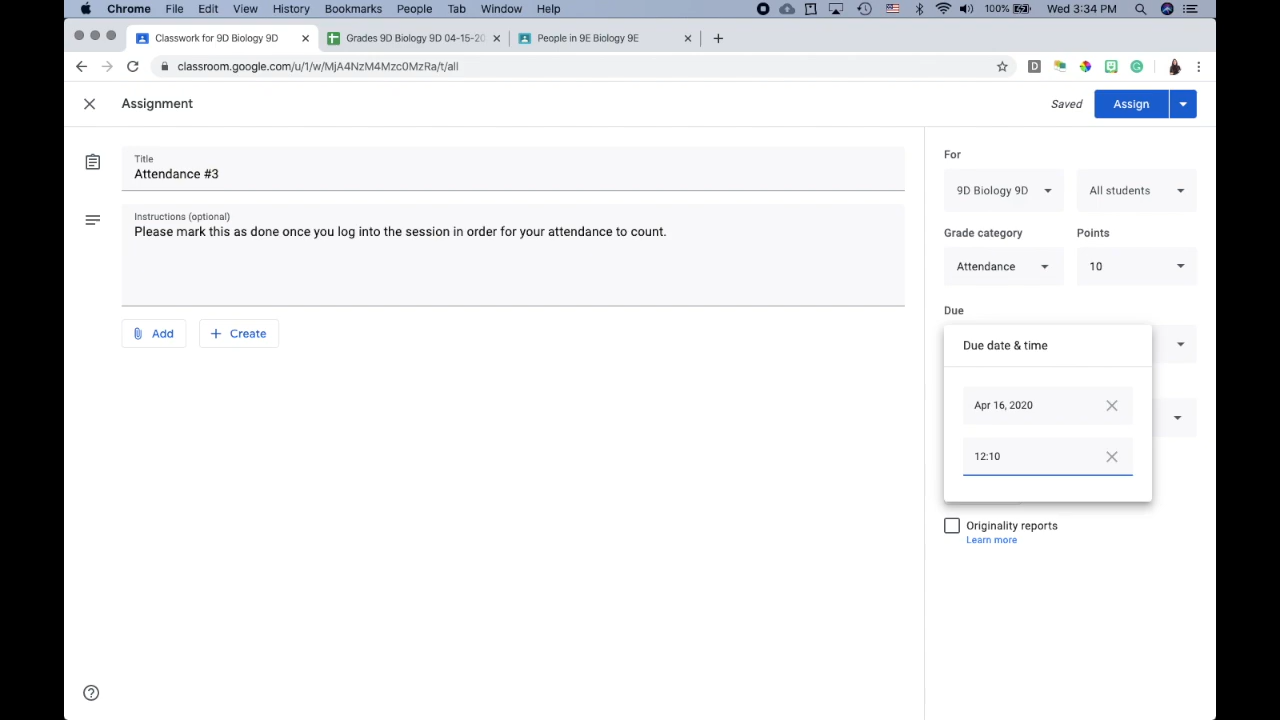 Chrome File Edit View History Bookmarks People Tab Window Help 100% Wed 3:34 PM
Classwork for 9D Biology 9D Grades 9D Biology 9D 04-15-20 People in 9E Biology 9E
classroom.google.com/u/1/w/MjA4NzM4Mzc0MzRa/t/all
Assignment Saved Assign
Title
Attendance #3
Instructions (optional)
Please mark this as done once you log into the session in order for your attendance to count.
Add Create
For
9D Biology 9D All students
Grade category Points
Attendance 10
Due
Due date & time
Apr 16, 2020
12:10
Originality reports
Learn more